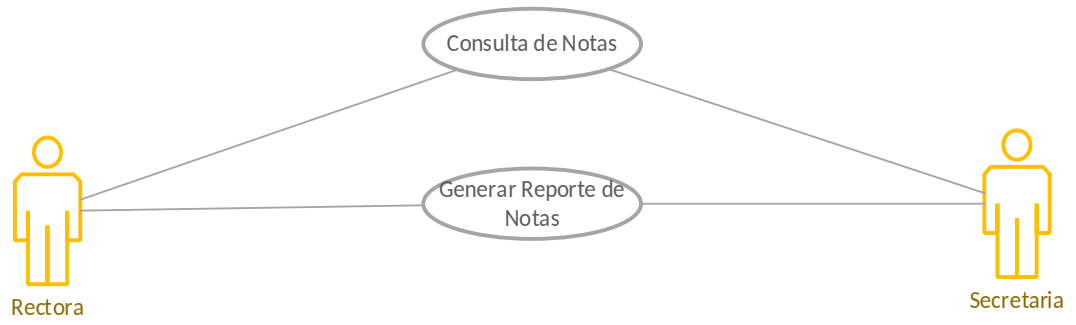 Consulta de Notas
Generar Reporte de
Notas
Rectora
Secretaria